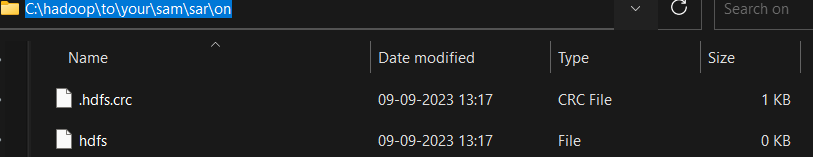 C:\hadoop\to\your\sam\sar\on
Search on
Name Date modified Type Size
.hdfs.crc 09-09-2023 13:17 CRC File 1 KB
hdfs 09-09-2023 13:17 File 0 KB